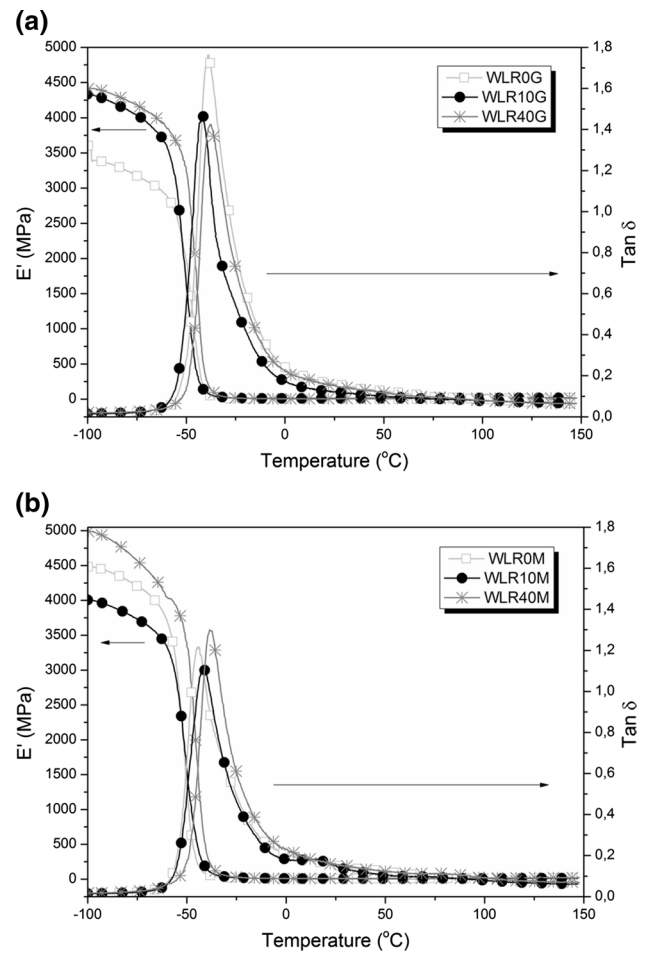 (a)
5000
4500
4000
3500
3000
2500
2000
1500
1000
500
0
E' (MPa)
WLR0G
WLR10G
WLR40G
1,8
1,6
1,4
1,2
1,0
0,8
0,6
0,4
0,2
0,0
Tan δ
-100 -50 0 50 100 150
Temperature (°C)
(b)
5000
4500
4000
3500
3000
2500
2000
1500
1000
500
0
E' (MPa)
WLR0M
WLR10M
WLR40M
1,8
1,6
1,4
1,2
1,0
0,8
0,6
0,4
0,2
0,0
Tan δ
-100 -50 0 50 100 150
Temperature (°C)